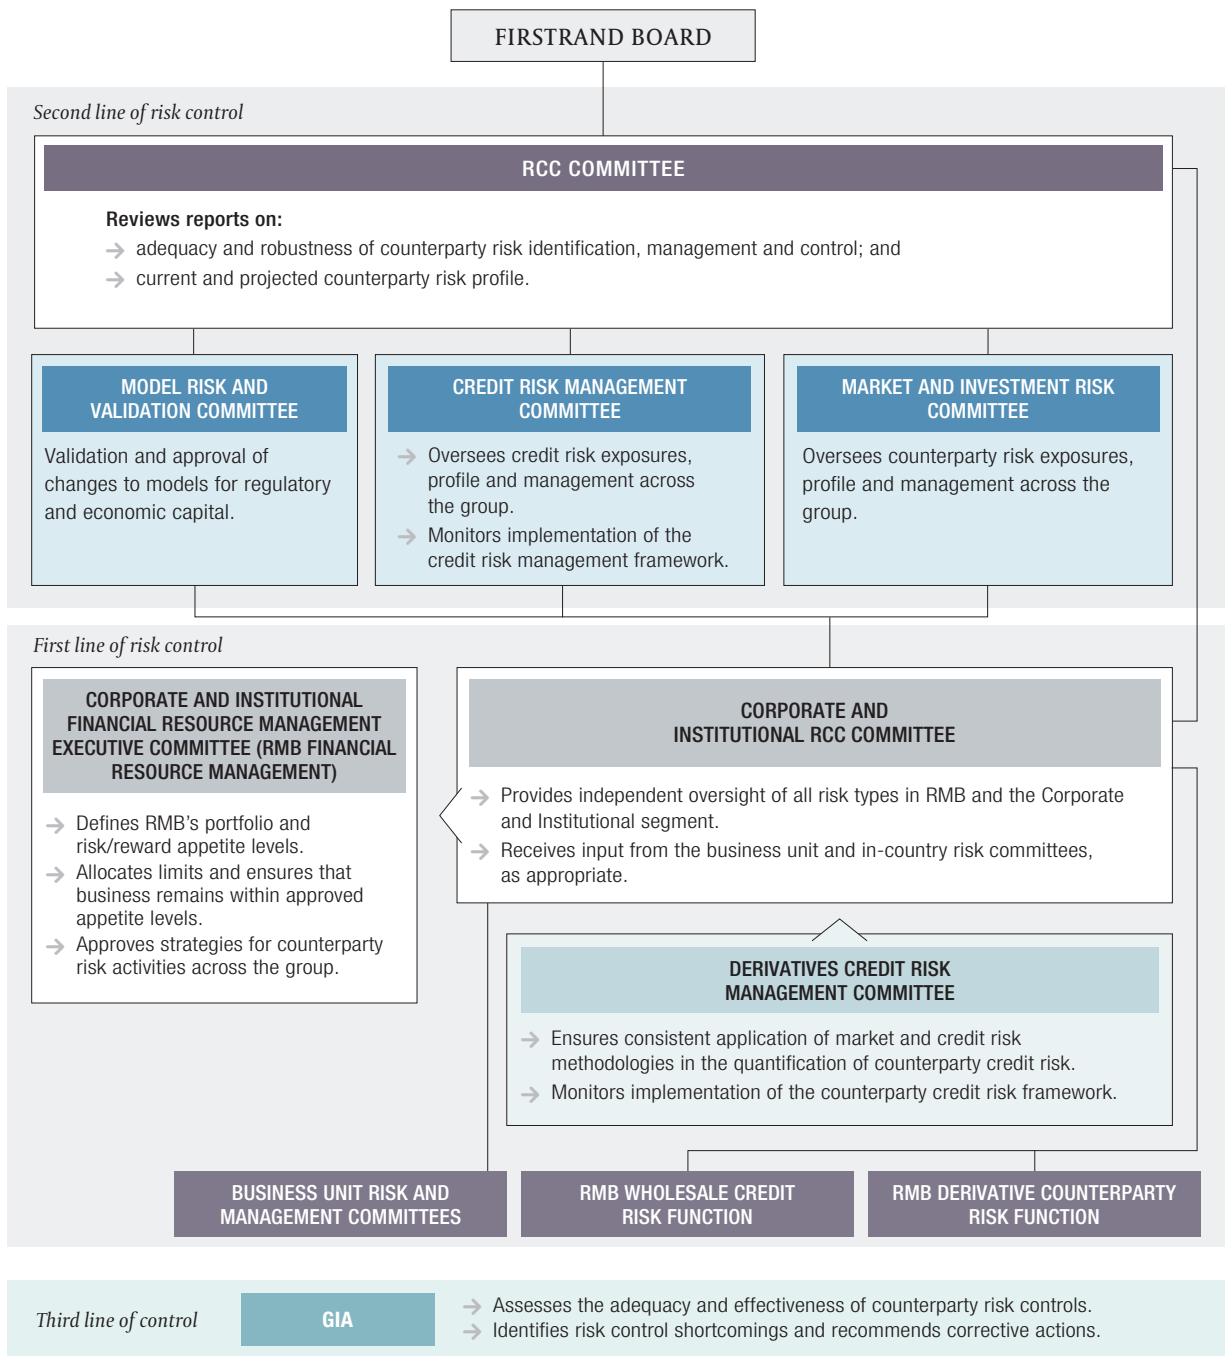 FIRSTRAND BOARD
Second line of risk control
RCC COMMITTEE
Reviews reports on:
→ adequacy and robustness of counterparty risk identification, management and control; and
→ current and projected counterparty risk profile.
MODEL RISK AND
VALIDATION COMMITTEE
Validation and approval of
changes to models for regulatory
and economic capital.
CREDIT RISK MANAGEMENT
COMMITTEE
→ Oversees credit risk exposures,
profile and management across
the group.
→ Monitors implementation of the
credit risk management framework.
MARKET AND INVESTMENT RISK
COMMITTEE
Oversees counterparty risk exposures,
profile and management across the
group.
First line of risk control
CORPORATE AND INSTITUTIONAL
FINANCIAL RESOURCE MANAGEMENT
EXECUTIVE COMMITTEE (RMB FINANCIAL
RESOURCE MANAGEMENT)
→ Defines RMB's portfolio and
risk/reward appetite levels.
→ Allocates limits and ensures that
business remains within approved
appetite levels.
→ Approves strategies for counterparty
risk activities across the group.
CORPORATE AND
INSTITUTIONAL RCC COMMITTEE
→ Provides independent oversight of all risk types in RMB and the Corporate
and Institutional segment.
→ Receives input from the business unit and in-country risk committees,
as appropriate.
DERIVATIVES CREDIT RISK
MANAGEMENT COMMITTEE
→ Ensures consistent application of market and credit risk
methodologies in the quantification of counterparty credit risk.
→ Monitors implementation of the counterparty credit risk framework.
BUSINESS UNIT RISK AND
MANAGEMENT COMMITTEES
RMB WHOLESALE CREDIT
RISK FUNCTION
RMB DERIVATIVE COUNTERPARTY
RISK FUNCTION
Third line of control
GIA
→ Assesses the adequacy and effectiveness of counterparty risk controls.
→ Identifies risk control shortcomings and recommends corrective actions.